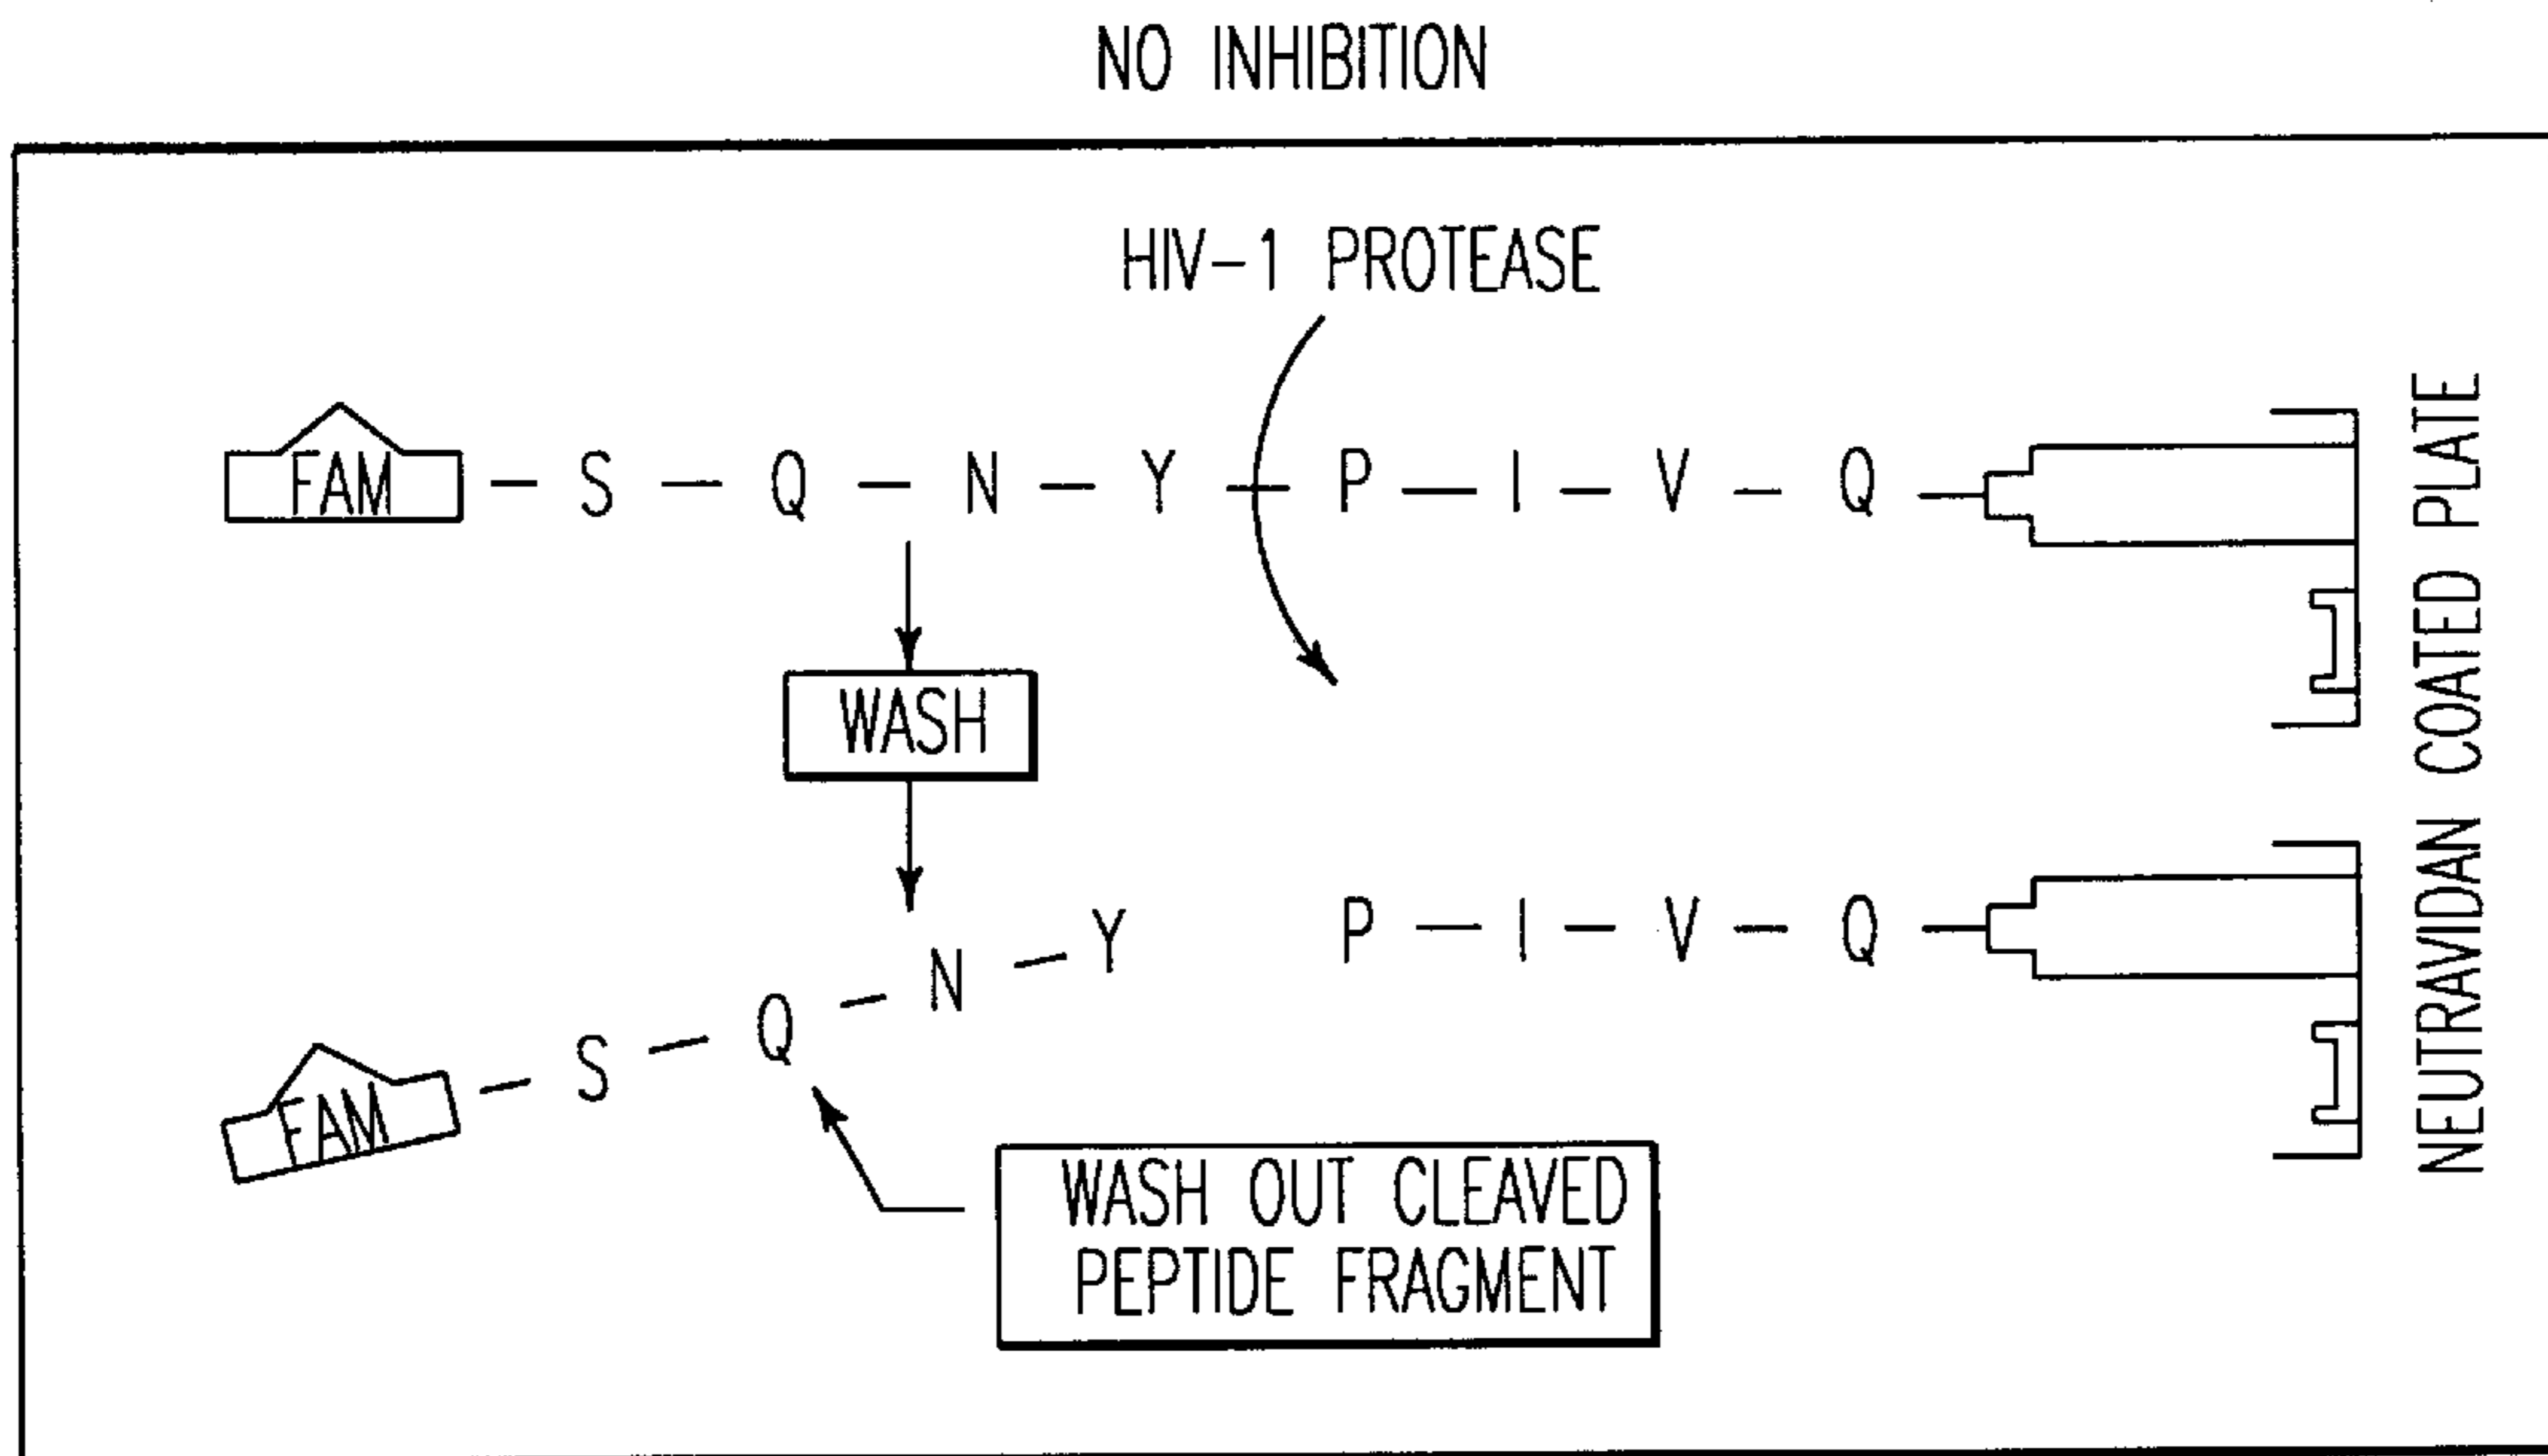 NO INHIBITION
HIV-1 PROTEASE
FAM — S — Q — N — Y — P — I — V — Q
WASH
FAM — S — Q — N — Y P — I — V — Q
WASH OUT CLEAVED
PEPTIDE FRAGMENT
NEUTRAVIDAN COATED PLATE